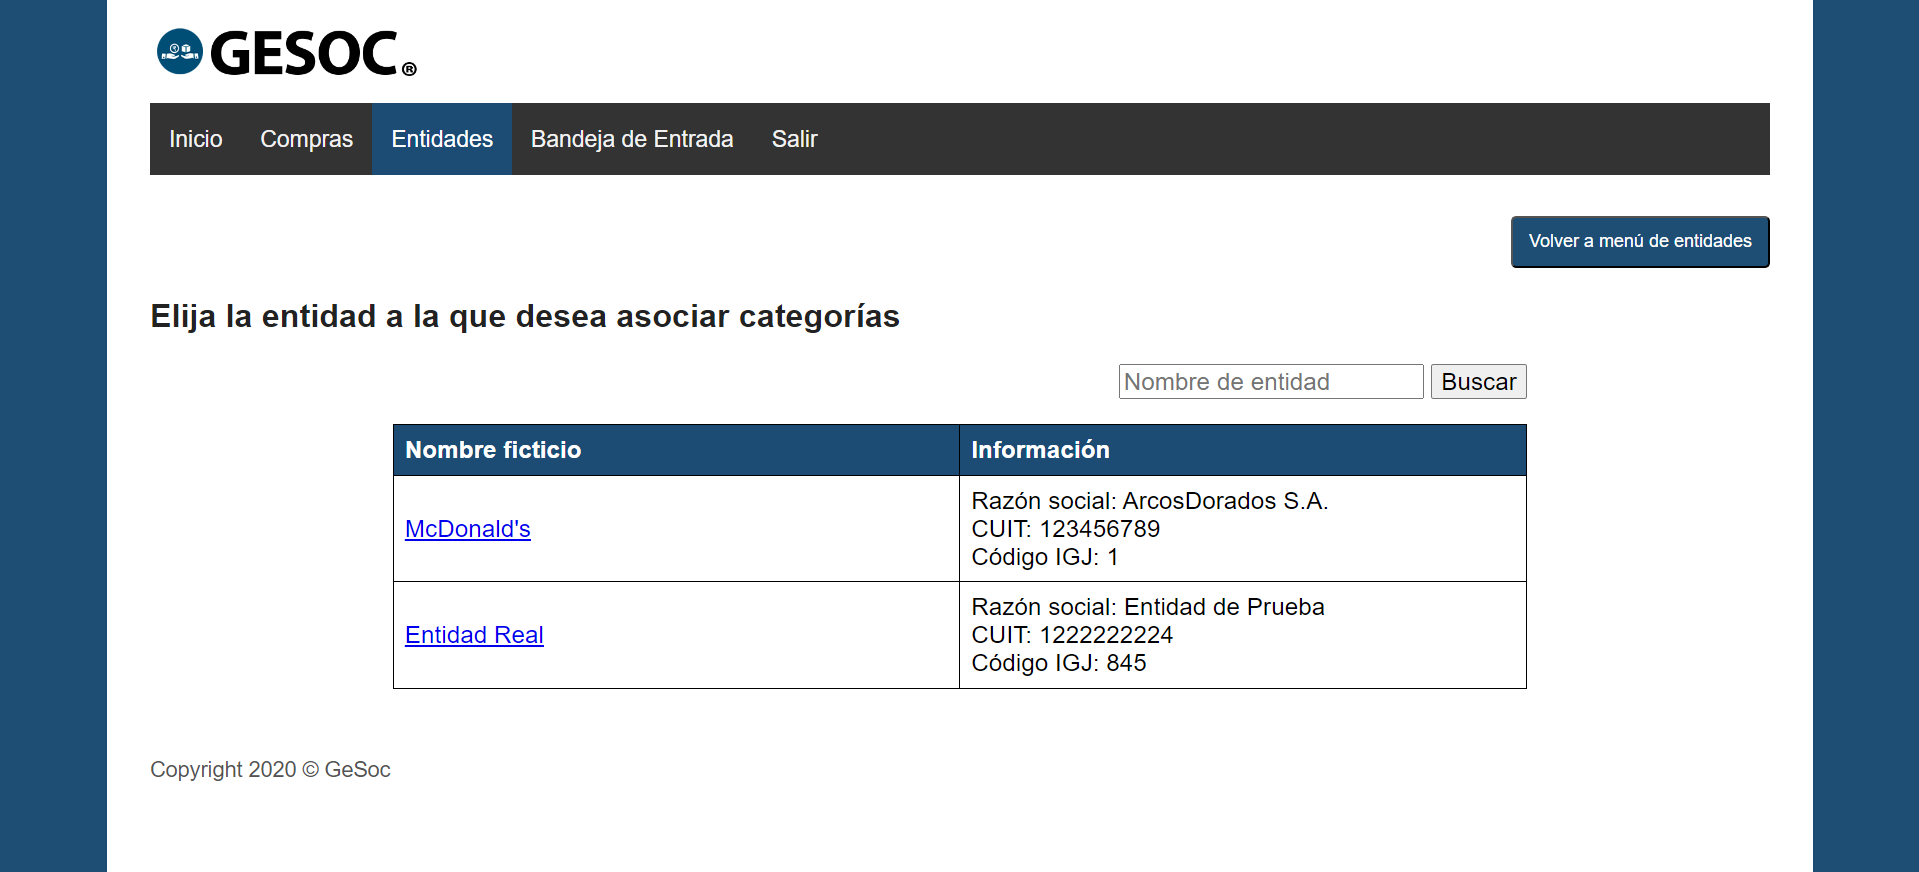 GESOC®
Inicio Compras Entidades Bandeja de Entrada Salir
Volver a menú de entidades
Elija la entidad a la que desea asociar categorías
Nombre de entidad Buscar
Nombre ficticio Información
McDonald's
Razón social: ArcosDorados S.A.
CUIT: 123456789
Código IGJ: 1
Entidad Real
Razón social: Entidad de Prueba
CUIT: 1222222224
Código IGJ: 845
Copyright 2020 © GeSoc